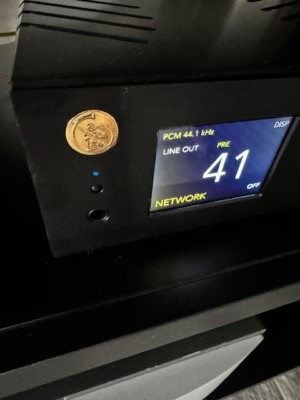 DISP
PCM 44.1 kHz
LINE OUT PRE
41
OFF
NETWORK